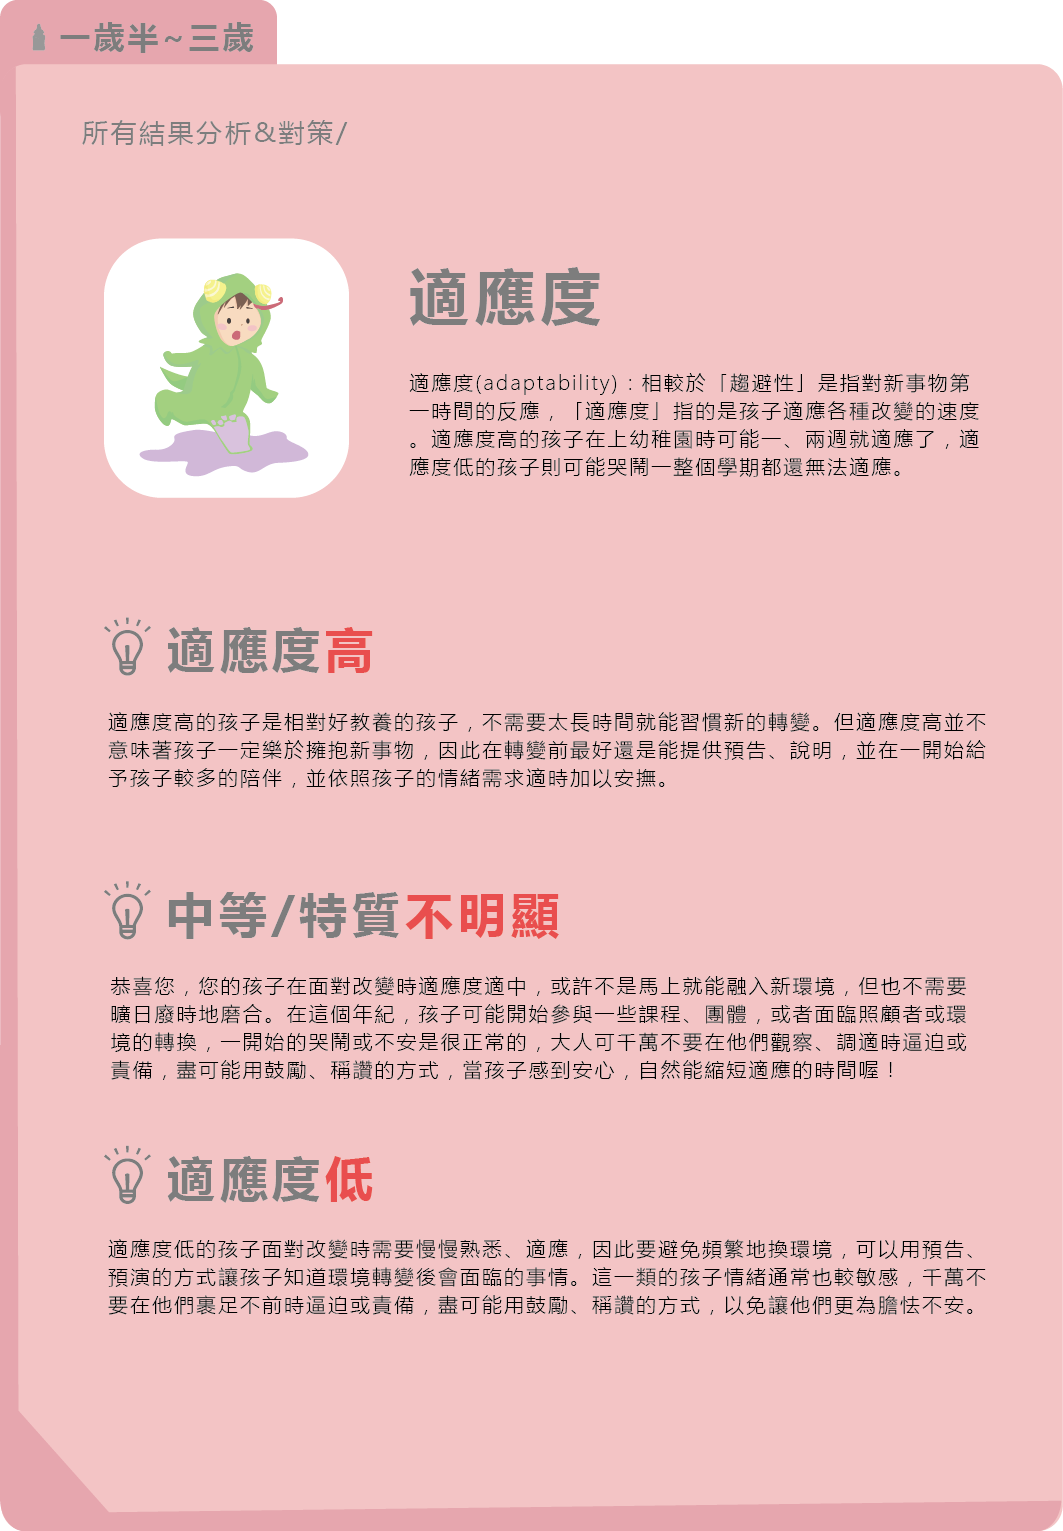 一歲半~三歲
所有結果分析&對策/
適應度
適應度(adaptability)：相較於「趨避性」是指對新事物第
一時間的反應，「適應度」指的是孩子適應各種改變的速度
。適應度高的孩子在上幼稚園時可能一、兩週就適應了，適
應度低的孩子則可能哭鬧一整個學期都還無法適應。
適應度高
適應度高的孩子是相對好教養的孩子，不需要太長時間就能習慣新的轉變。但適應度高並不
意味著孩子一定樂於擁抱新事物，因此在轉變前最好還是能提供預告、說明，並在一開始給
予孩子較多的陪伴，並依照孩子的情緒需求適時加以安撫。
中等/特質不明顯
恭喜您，您的孩子在面對改變時適應度適中，或許不是馬上就能融入新環境，但也不需要
曠日廢時地磨合。在這個年紀，孩子可能開始參與一些課程、團體，或者面臨照顧者或環
境的轉換，一開始的哭鬧或不安是很正常的，大人可千萬不要在他們觀察、調適時逼迫或
責備，盡可能用鼓勵、稱讚的方式，當孩子感到安心，自然能縮短適應的時間喔！
適應度低
適應度低的孩子面對改變時需要慢慢熟悉、適應，因此要避免頻繁地換環境，可以用預告、
預演的方式讓孩子知道環境轉變後會面臨的事情。這一類的孩子情緒通常也較敏感，千萬不
要在他們裹足不前時逼迫或責備，盡可能用鼓勵、稱讚的方式，以免讓他們更為膽怯不安。